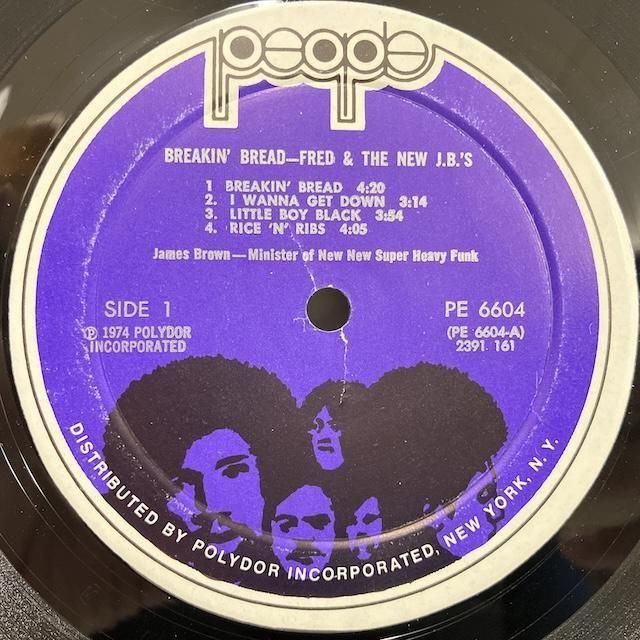 people
BREAKIN' BREAD—FRED & THE NEW J.B.'S
1 BREAKIN' BREAD 4:20
2. I WANNA GET DOWN 3:14
3. LITTLE BOY BLACK 3:54
4. RICE 'N' RIBS 4:05
James Brown—Minister of New New Super Heavy Funk
SIDE 1
℗ 1974 POLYDOR
INCORPORATED
PE 6604
(PE 6604-A)
2391 161
DISTRIBUTED BY POLYDOR INCORPORATED, NEW YORK, N.Y.